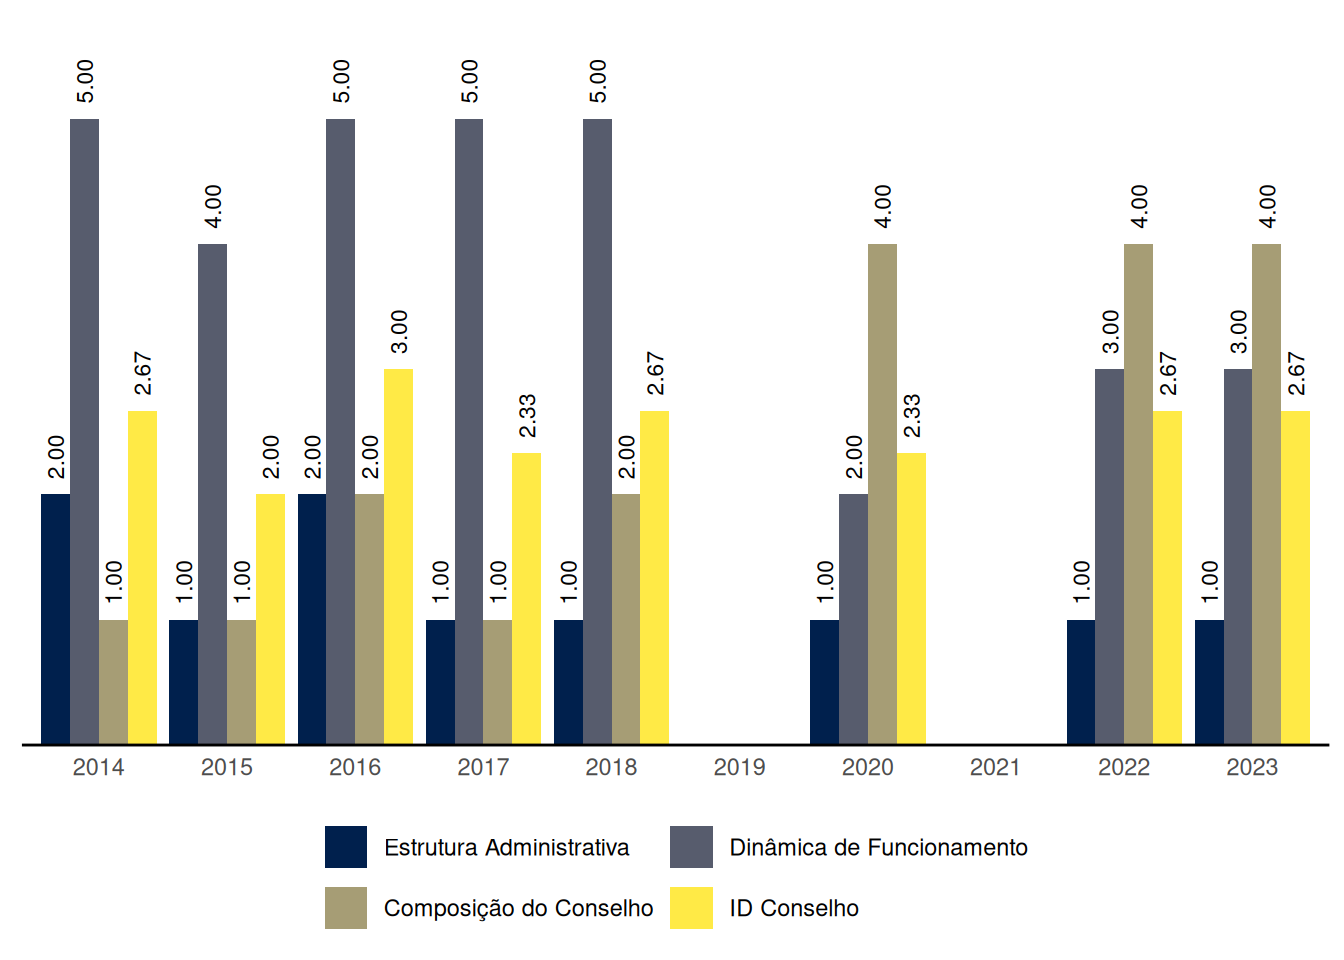 2.00 5.00 1.00 2.67
1.00 4.00 1.00 2.00
2.00 5.00 2.00 3.00
1.00 5.00 1.00 2.33
1.00 5.00 2.00 2.67
1.00 2.00 4.00 2.33
1.00 3.00 4.00 2.67
1.00 3.00 4.00 2.67
2014 2015 2016 2017 2018 2019 2020 2021 2022 2023
Estrutura Administrativa Dinâmica de Funcionamento
Composição do Conselho ID Conselho